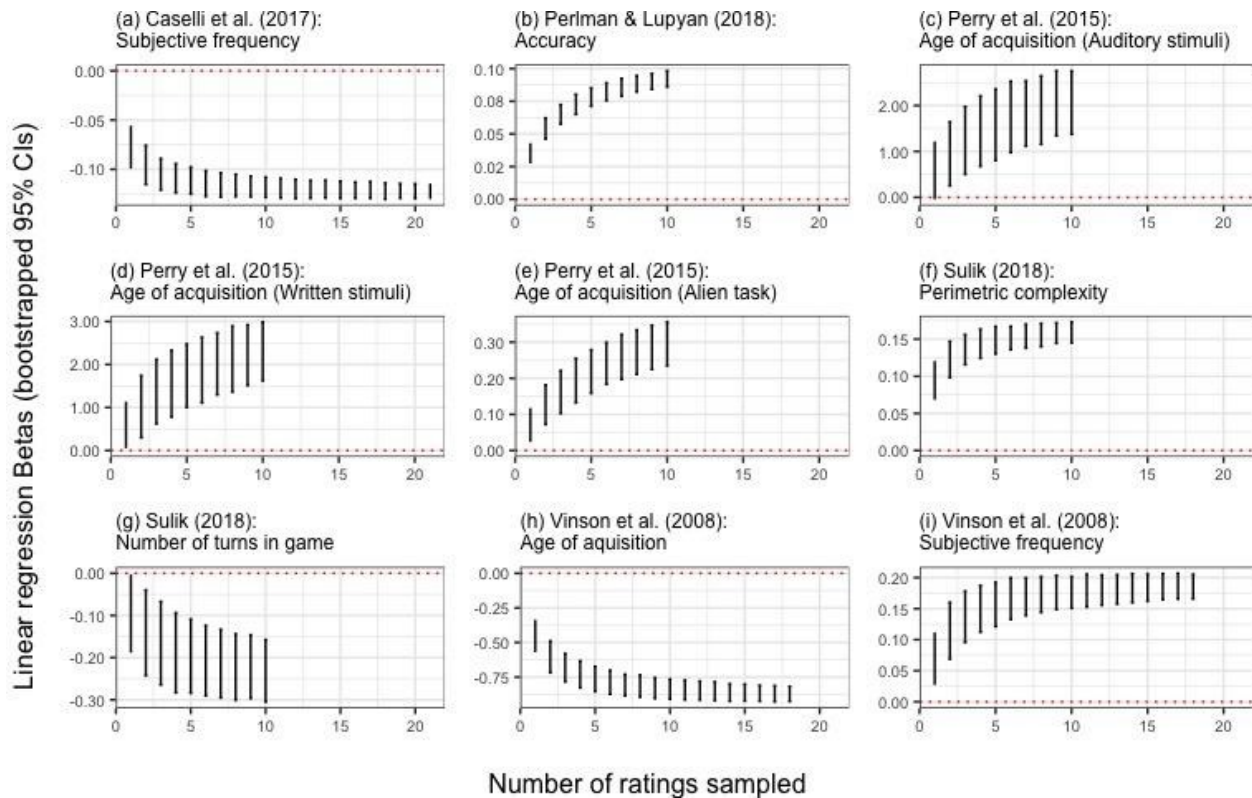 (a) Caselli et al. (2017):
Subjective frequency
0.00
-0.05
-0.10
0 5 10 15 20
(b) Perlman & Lupyan (2018):
Accuracy
0.10
0.08
0.05
0.02
0.00
0 5 10 15 20
(c) Perry et al. (2015):
Age of acquisition (Auditory stimuli)
2.00
1.00
0.00
0 5 10 15 20
(d) Perry et al. (2015):
Age of acquisition (Written stimuli)
3.00
2.00
1.00
0.00
0 5 10 15 20
(e) Perry et al. (2015):
Age of acquisition (Alien task)
0.30
0.20
0.10
0.00
0 5 10 15 20
(f) Sulik (2018):
Perimetric complexity
0.15
0.10
0.05
0.00
0 5 10 15 20
(g) Sulik (2018):
Number of turns in game
0.00
-0.10
-0.20
-0.30
0 5 10 15 20
(h) Vinson et al. (2008):
Age of aquisition
0.00
-0.25
-0.50
-0.75
0 5 10 15 20
(i) Vinson et al. (2008):
Subjective frequency
0.20
0.15
0.10
0.05
0.00
0 5 10 15 20
Linear regression Betas (bootstrapped 95% CIs)
Number of ratings sampled